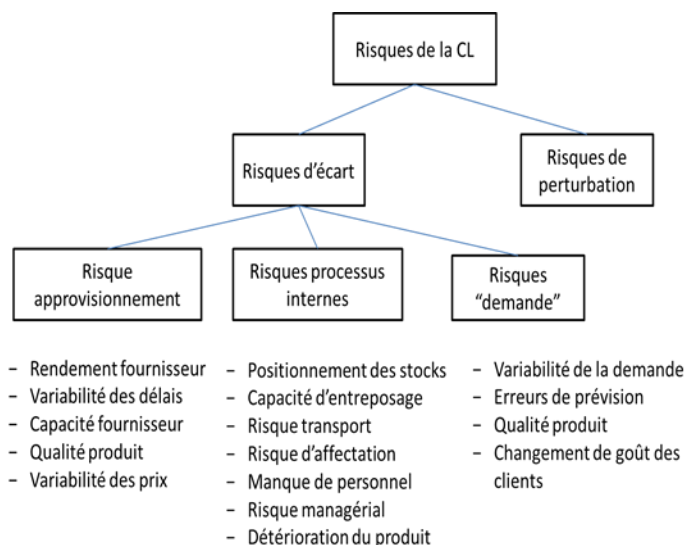 Risques de la CL
Risques d'écart
Risques de
perturbation
Risque
approvisionnement
Risques processus
internes
Risques
“demande”
– Rendement fournisseur
– Variabilité des délais
– Capacité fournisseur
– Qualité produit
– Variabilité des prix
– Positionnement des stocks
– Capacité d'entreposage
– Risque transport
– Risque d'affectation
– Manque de personnel
– Risque managérial
– Détérioration du produit
– Variabilité de la demande
– Erreurs de prévision
– Qualité produit
– Changement de goût des
clients